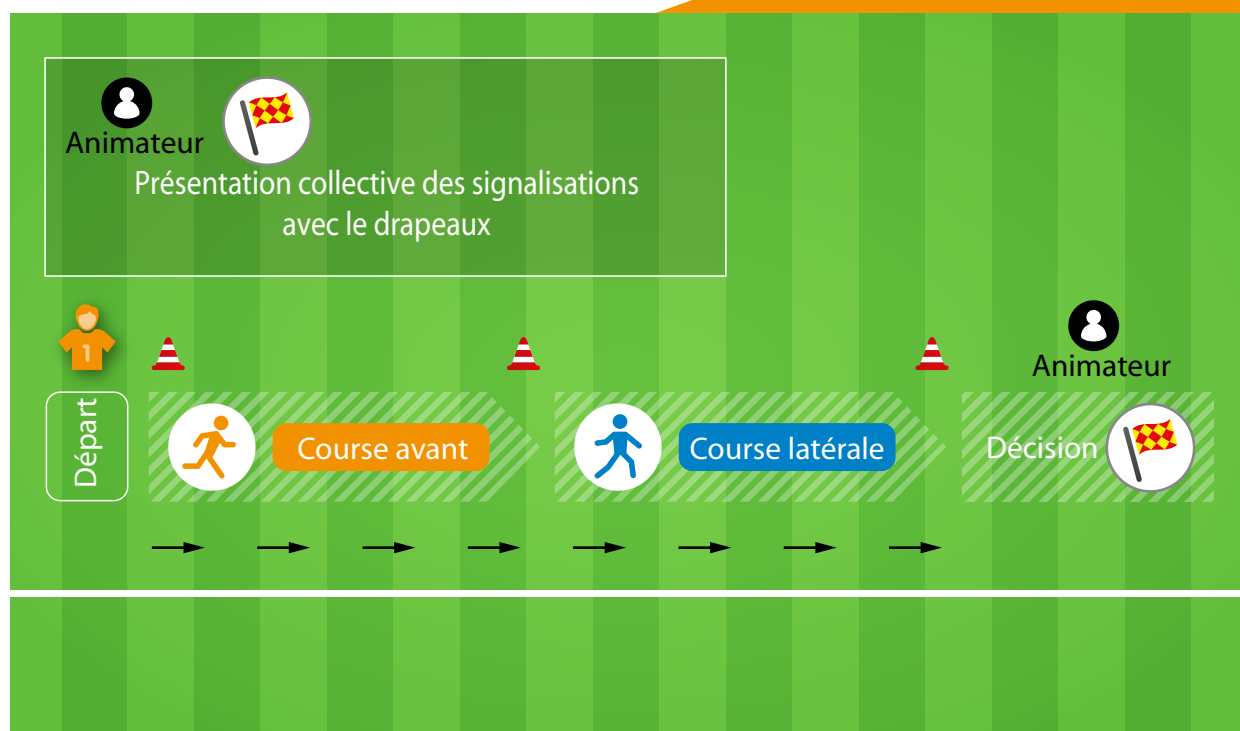 Animateur
Présentation collective des signalisations
avec le drapeaux
1
Animateur
Départ
Course avant
Course latérale
Décision